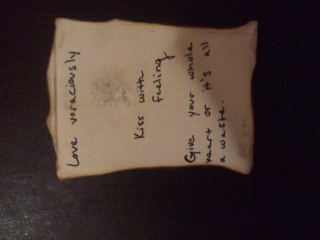 Love voraciously
Kiss with
feeling
Give your whole
heart or it's all
a waste.